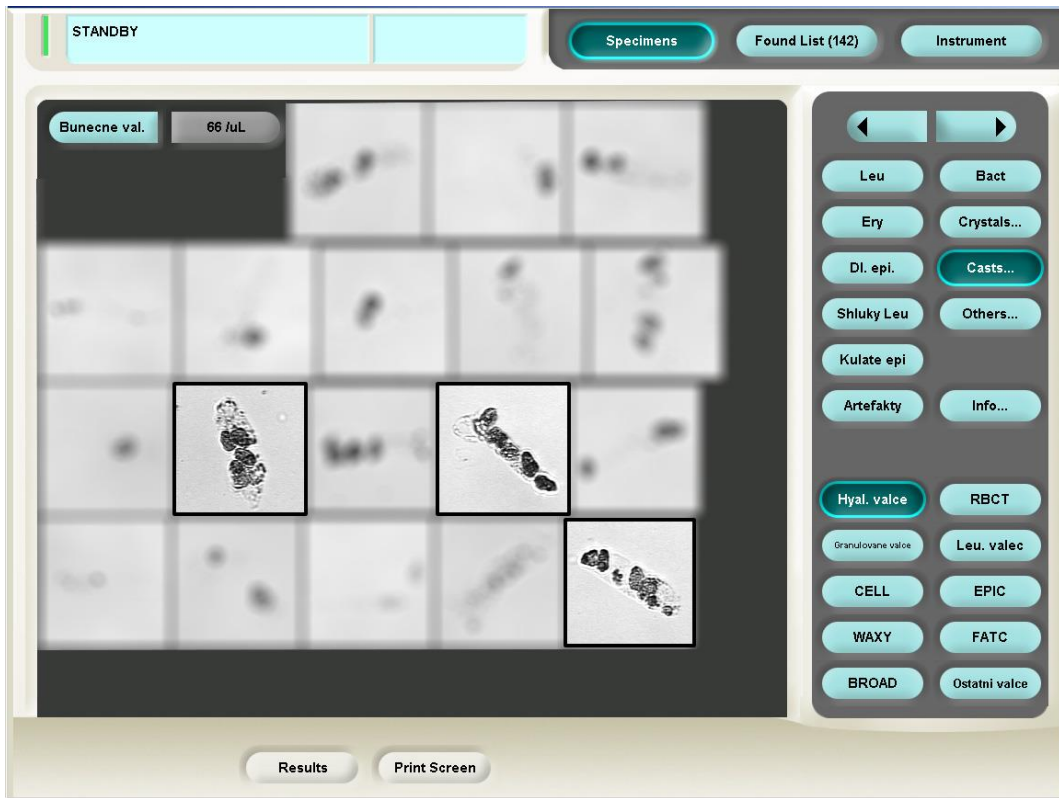 STANDBY
Specimens
Found List (142)
Instrument
Bunecne val.
66 /uL
Leu
Bact
Ery
Crystals...
Dl. epi.
Casts...
Shluky Leu
Others...
Kulate epi
Artefakty
Info...
Hyal. valce
RBCT
Granulovane valce
Leu. valec
CELL
EPIC
WAXY
FATC
BROAD
Ostatni valce
Results
Print Screen